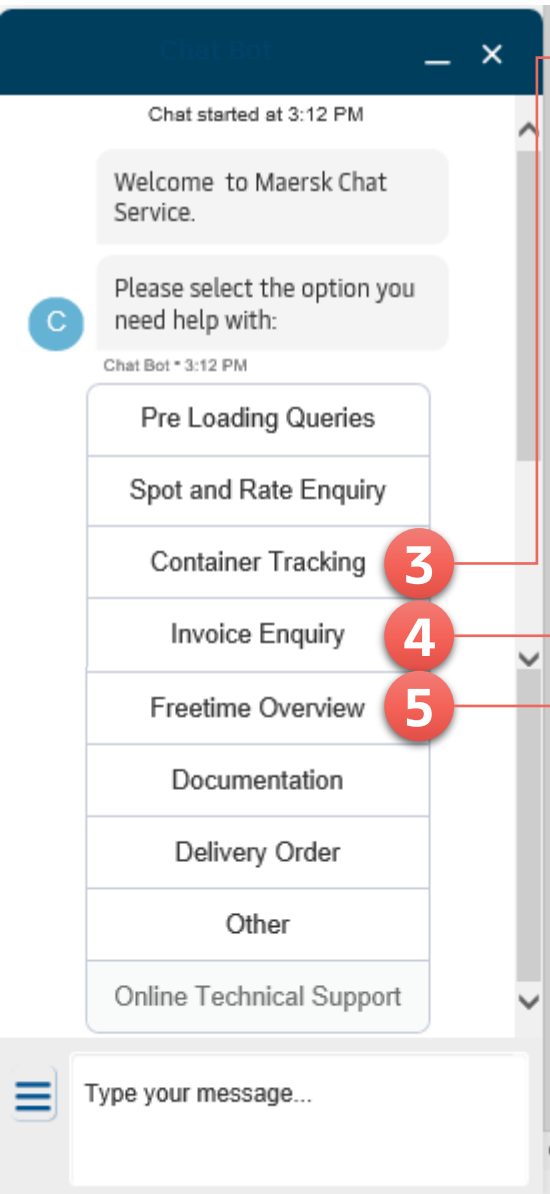 Chat Bot
Chat started at 3:12 PM
Welcome to Maersk Chat
Service.
Please select the option you
need help with:
C
Chat Bot • 3:12 PM
Pre Loading Queries
Spot and Rate Enquiry
Container Tracking 3
Invoice Enquiry 4
Freetime Overview 5
Documentation
Delivery Order
Other
Online Technical Support
Type your message...